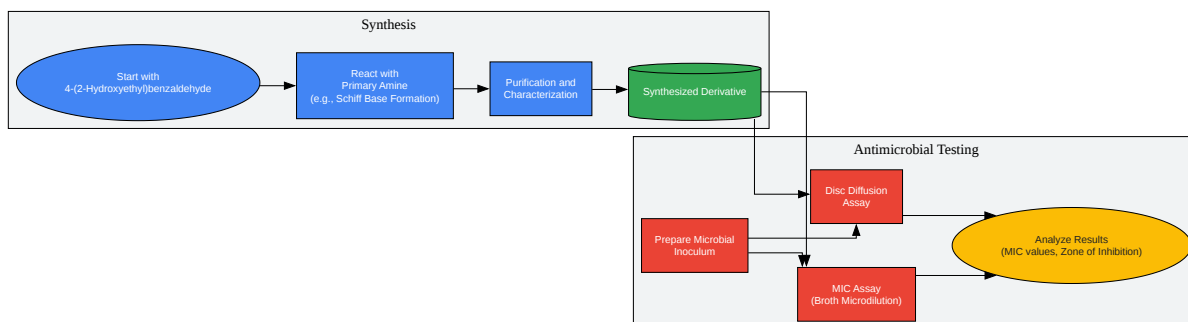 Synthesis
Start with
4-(2-Hydroxyethyl)benzaldehyde
React with
Primary Amine
(e.g., Schiff Base Formation)
Purification and
Characterization
Synthesized Derivative
Antimicrobial Testing
Disc Diffusion
Assay
Prepare Microbial
Inoculum
MIC Assay
(Broth Microdilution)
Analyze Results
(MIC values, Zone of Inhibition)